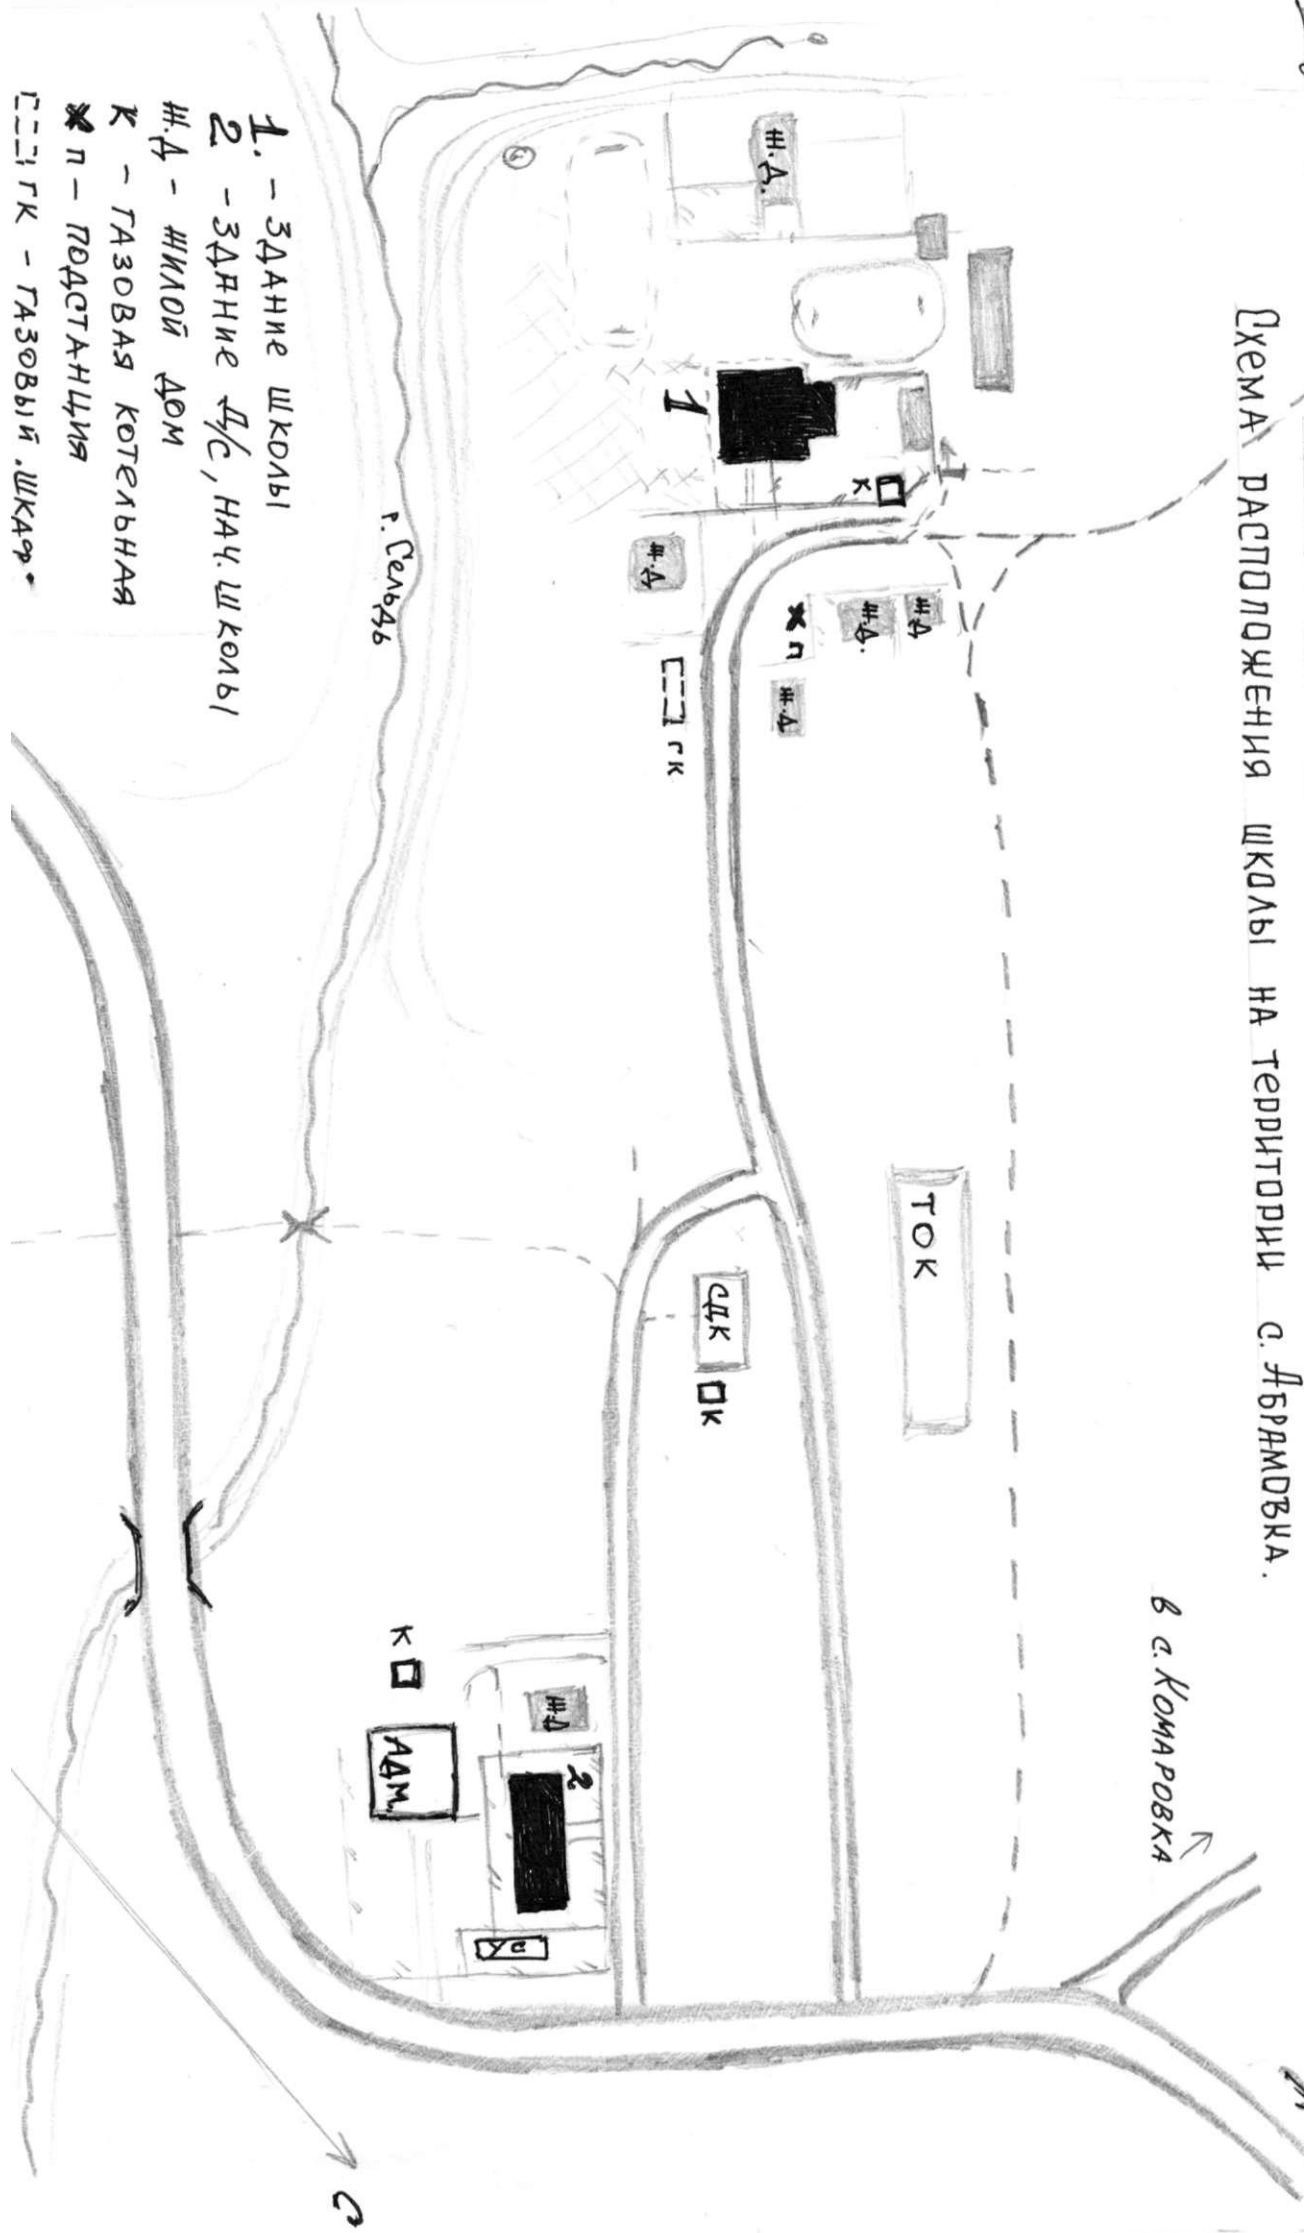 Схема расположения школы на территории с. Абрамовка.
в с. Комаровка
Ж.Д.
1
К
Ж.Д
Ж.Д.
Ж.Д
п
Ж.Д
ГК
ТОК
СДК
К
р. Сельдь
К
АДМ.
Ж.Д
2
С
1. - ЗДАНИЕ ШКОЛЫ
2 - ЗДАНИЕ Д/С, НАЧ. ШКОЛЫ
Ж.Д - ЖИЛОЙ ДОМ
К - ГАЗОВАЯ КОТЕЛЬНАЯ
п - ПОДСТАНЦИЯ
ГК - ГАЗОВЫЙ ШКАФ.